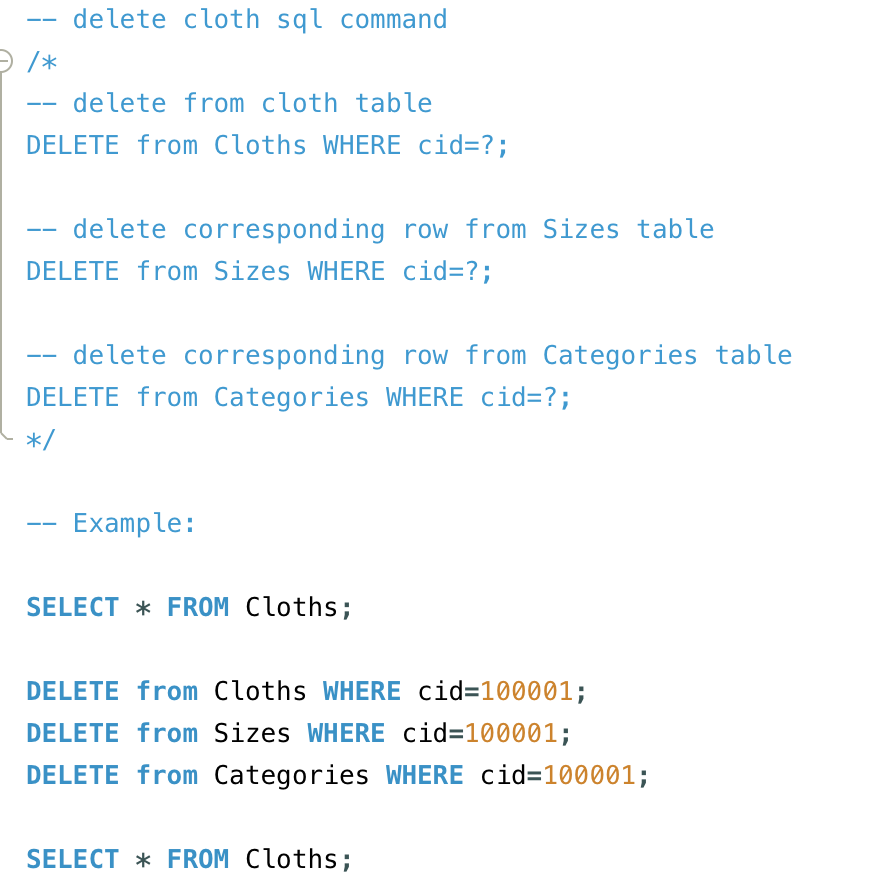 -- delete cloth sql command
/*
-- delete from cloth table
DELETE from Cloths WHERE cid=?;
-- delete corresponding row from Sizes table
DELETE from Sizes WHERE cid=?;
-- delete corresponding row from Categories table
DELETE from Categories WHERE cid=?;
*/
-- Example:
SELECT * FROM Cloths;
DELETE from Cloths WHERE cid=100001;
DELETE from Sizes WHERE cid=100001;
DELETE from Categories WHERE cid=100001;
SELECT * FROM Cloths;